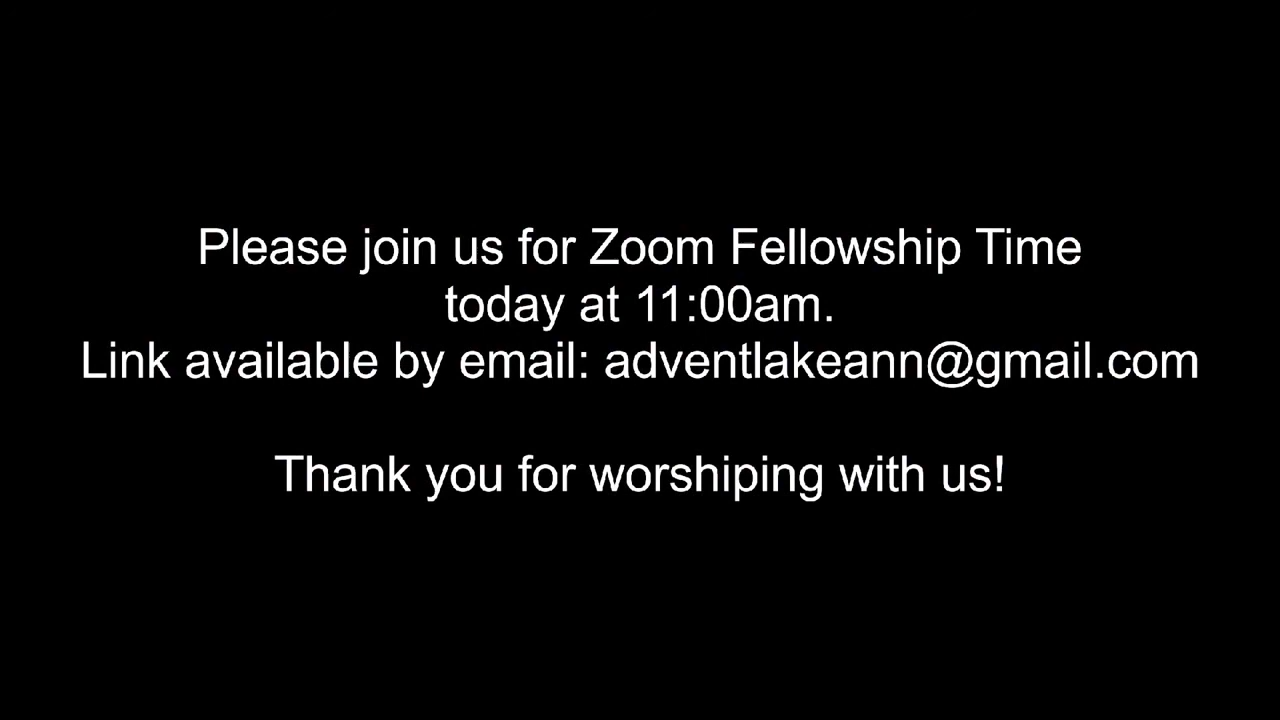 Please join us for Zoom Fellowship Time
today at 11:00am.
Link available by email: adventlakeann@gmail.com
Thank you for worshiping with us!